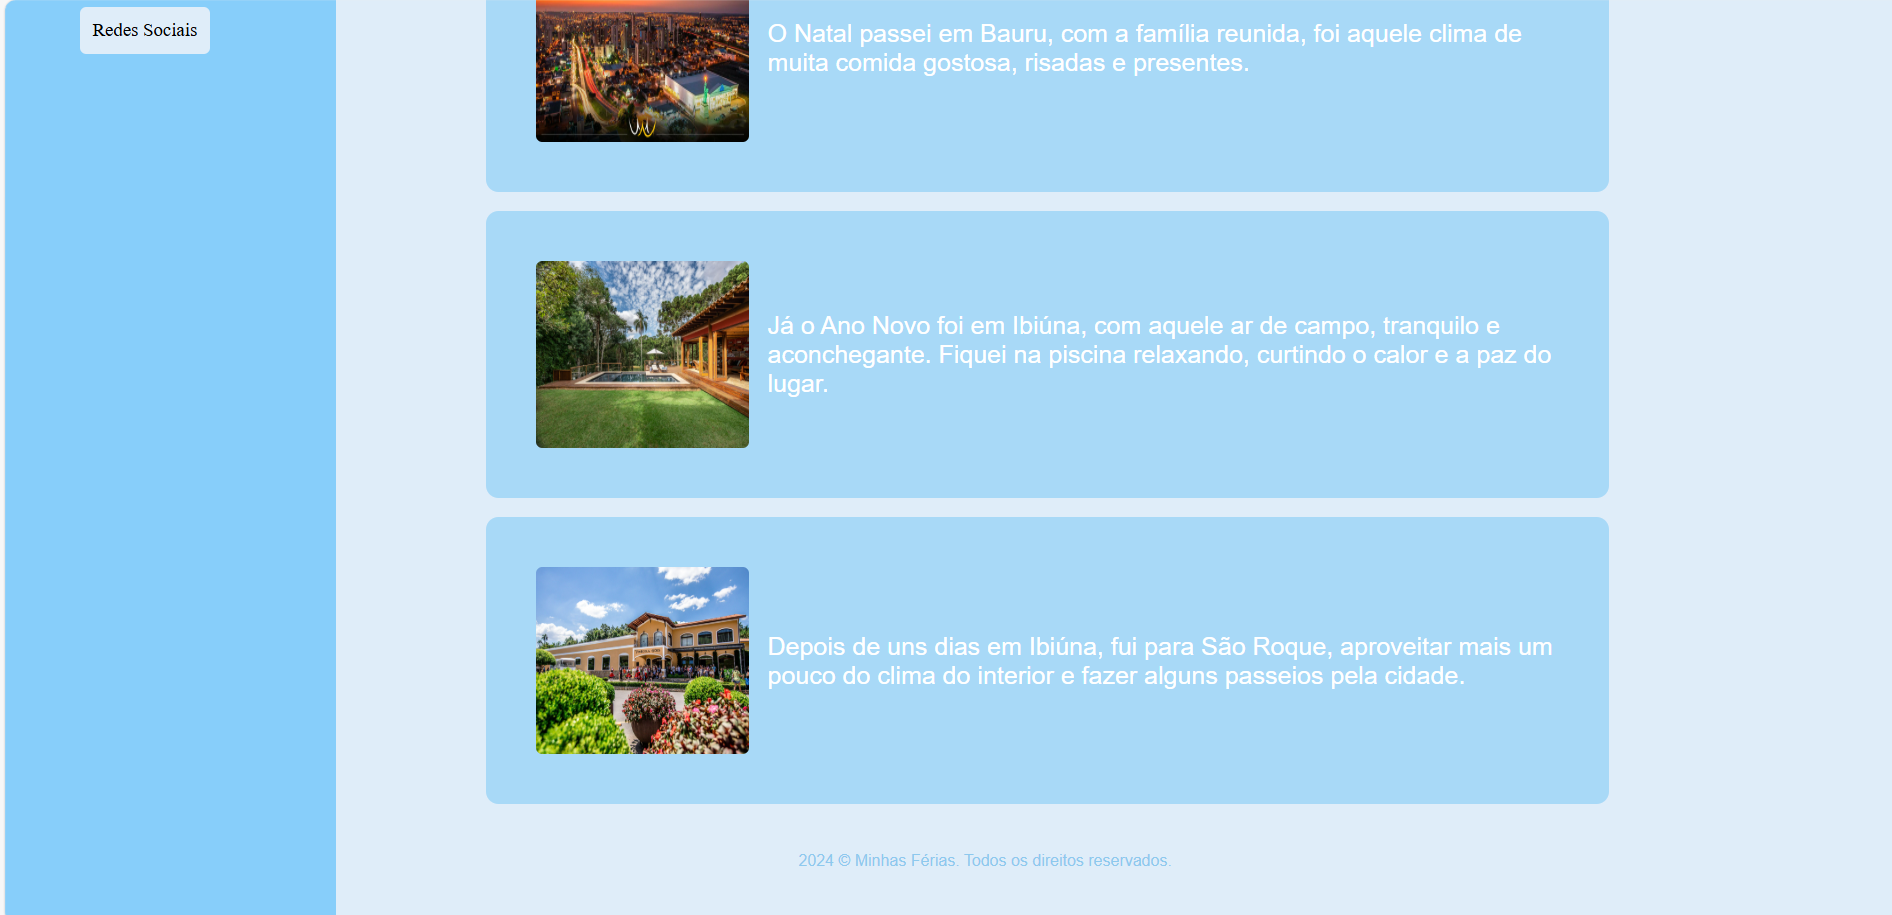 Redes Sociais
O Natal passei em Bauru, com a família reunida, foi aquele clima de
muita comida gostosa, risadas e presentes.
Já o Ano Novo foi em Ibiúna, com aquele ar de campo, tranquilo e
aconchegante. Fiquei na piscina relaxando, curtindo o calor e a paz do
lugar.
Depois de uns dias em Ibiúna, fui para São Roque, aproveitar mais um
pouco do clima do interior e fazer alguns passeios pela cidade.
2024 © Minhas Férias. Todos os direitos reservados.